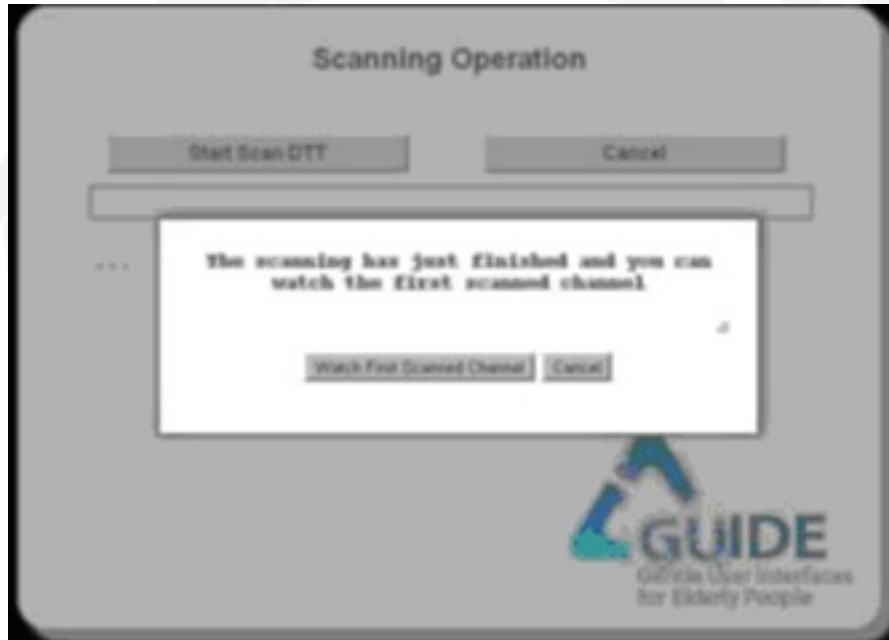 Scanning Operation
Start Scan DTT
Cancel
...
The scanning has just finished and you can
watch the first scanned channel
Watch First Scanned Channel
Cancel
GUIDE
Gentle User Interfaces
for Elderly People